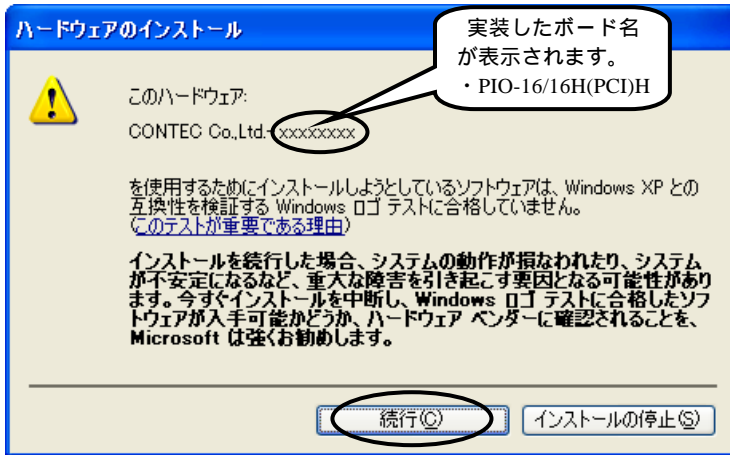 ハードウェアのインストール
実装したボード名
が表示されます。
・PIO-16/16H(PCI)H
このハードウェア:
CONTEC Co.,Ltd.-xxxxxxxx
を使用するためにインストールしようとしているソフトウェアは、Windows XP との
互換性を検証する Windows ロゴ テストに合格していません。
(このテストが重要である理由)
インストールを続行した場合、システムの動作が損なわれたり、システム
が不安定になるなど、重大な障害を引き起こす要因となる可能性があり
ます。今すぐインストールを中断し、Windows ロゴ テストに合格したソフ
トウェアが入手可能かどうか、ハードウェア ベンダーに確認されることを、
Microsoft は強くお勧めします。
続行(C)
インストールの停止(S)